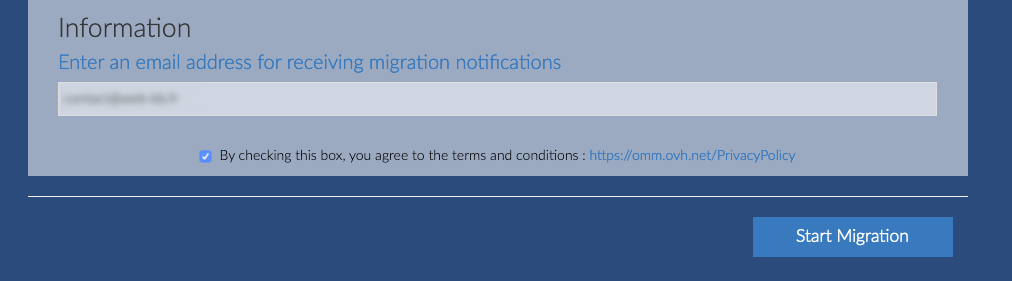 Information
Enter an email address for receiving migration notifications
By checking this box, you agree to the terms and conditions : https://omm.ovh.net/PrivacyPolicy
Start Migration